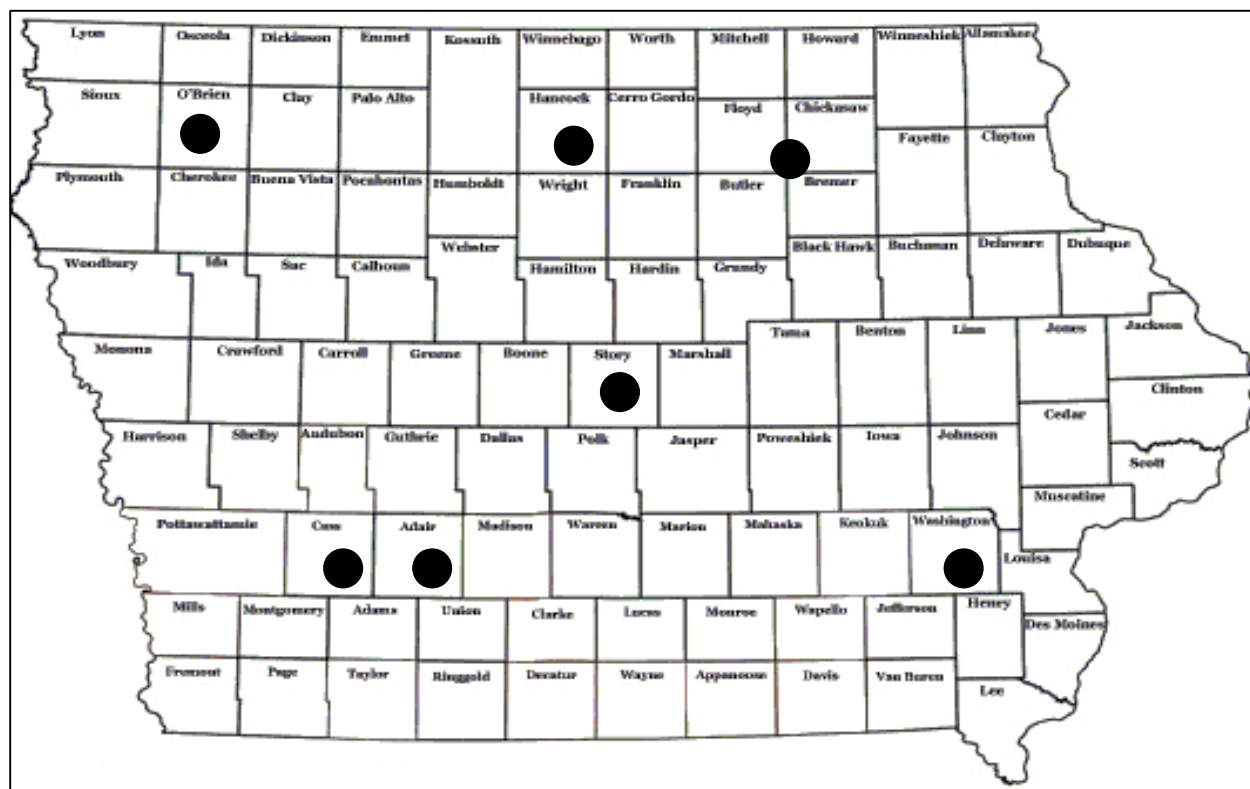 Lyon Osceola Dickinson Emmet Kossuth Winnebago Worth Mitchell Howard Winneshiek Allamakee
Sioux O'Brien Clay Palo Alto Hancock Cerro Gordo Floyd Chickasaw
Fayette Clayton
Plymouth Cherokee Buena Vista Pocahontas Humboldt Wright Franklin Butler Bremer
Webster Black Hawk Buchanan Delaware Dubuque
Woodbury Ida Sac Calhoun Hamilton Hardin Grundy
Tama Benton Linn Jones Jackson
Monona Crawford Carroll Greene Boone Story Marshall
Clinton
Cedar
Harrison Shelby Audubon Guthrie Dallas Polk Jasper Poweshiek Iowa Johnson
Scott
Muscatine
Pottawattamie Cass Adair Madison Warren Marion Mahaska Keokuk Washington
Louisa
Mills Montgomery Adams Union Clarke Lucas Monroe Wapello Jefferson Henry
Des Moines
Fremont Page Taylor Ringgold Decatur Wayne Appanoose Davis Van Buren
Lee